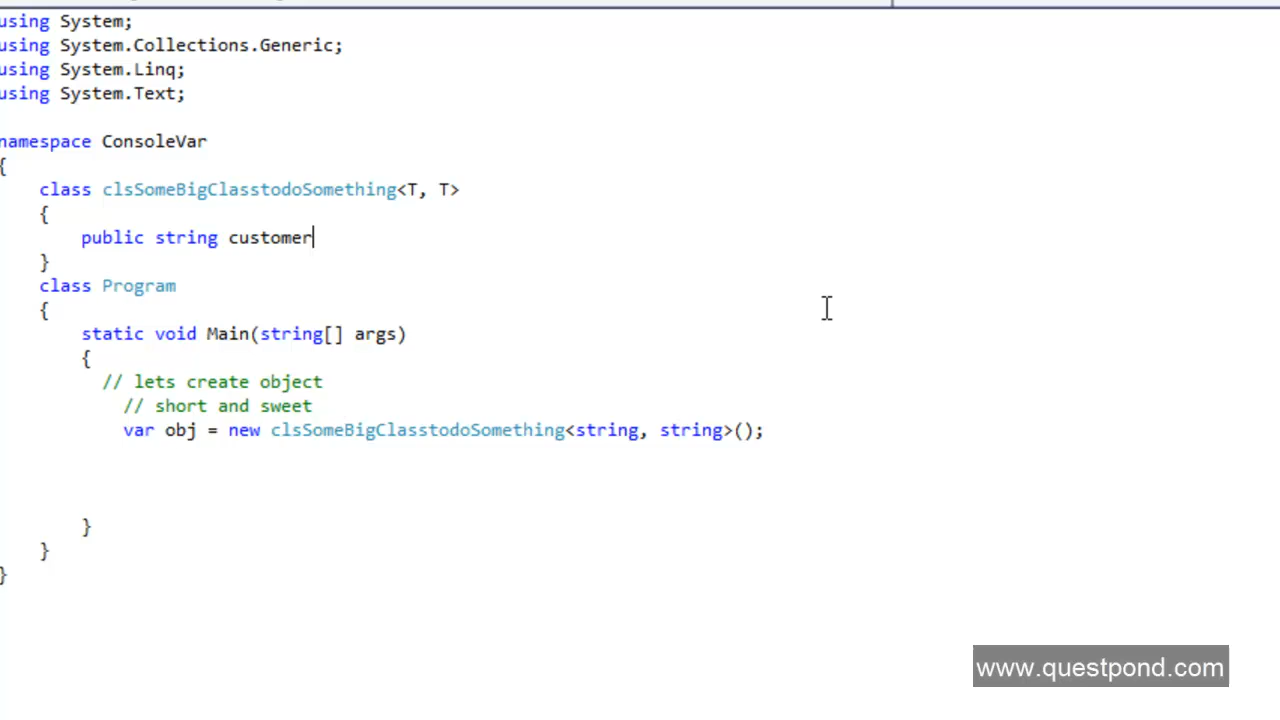 using System;
using System.Collections.Generic;
using System.Linq;
using System.Text;
namespace ConsoleVar
{
class clsSomeBigClasstodoSomething<T, T>
{
public string customer
}
class Program
{
static void Main(string[] args)
{
// lets create object
// short and sweet
var obj = new clsSomeBigClasstodoSomething<string, string>();
}
}
}
www.questpond.com